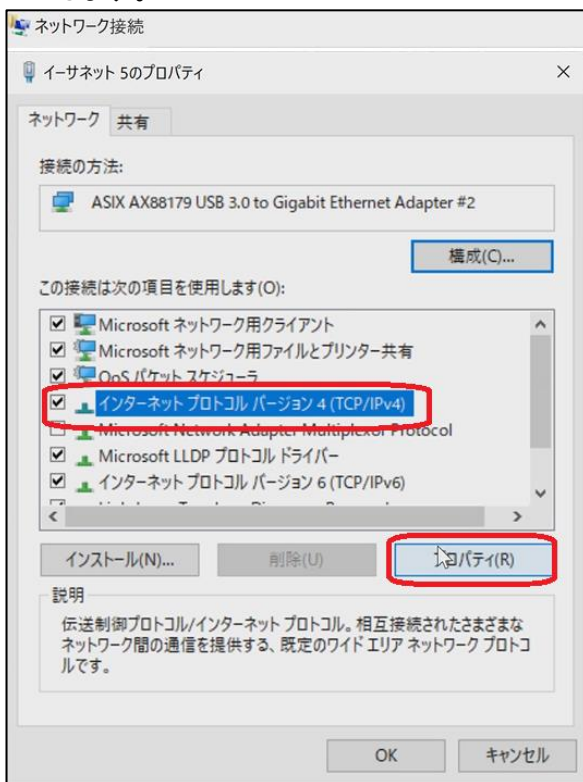 ネットワーク接続
イーサネット 5のプロパティ
ネットワーク 共有
接続の方法:
ASIX AX88179 USB 3.0 to Gigabit Ethernet Adapter #2
構成(C)...
この接続は次の項目を使用します(O):
Microsoft ネットワーク用クライアント
Microsoft ネットワーク用ファイルとプリンター共有
QoS パケット スケジューラ
インターネット プロトコル バージョン 4 (TCP/IPv4)
Microsoft Network Adapter Multiplexor Protocol
Microsoft LLDP プロトコル ドライバー
インターネット プロトコル バージョン 6 (TCP/IPv6)
インストール(N)... 削除(U) プロパティ(R)
説明
伝送制御プロトコル/インターネット プロトコル。相互接続されたさまざまな
ネットワーク間の通信を提供する、既定のワイド エリア ネットワーク プロトコ
ルです。
OK キャンセル